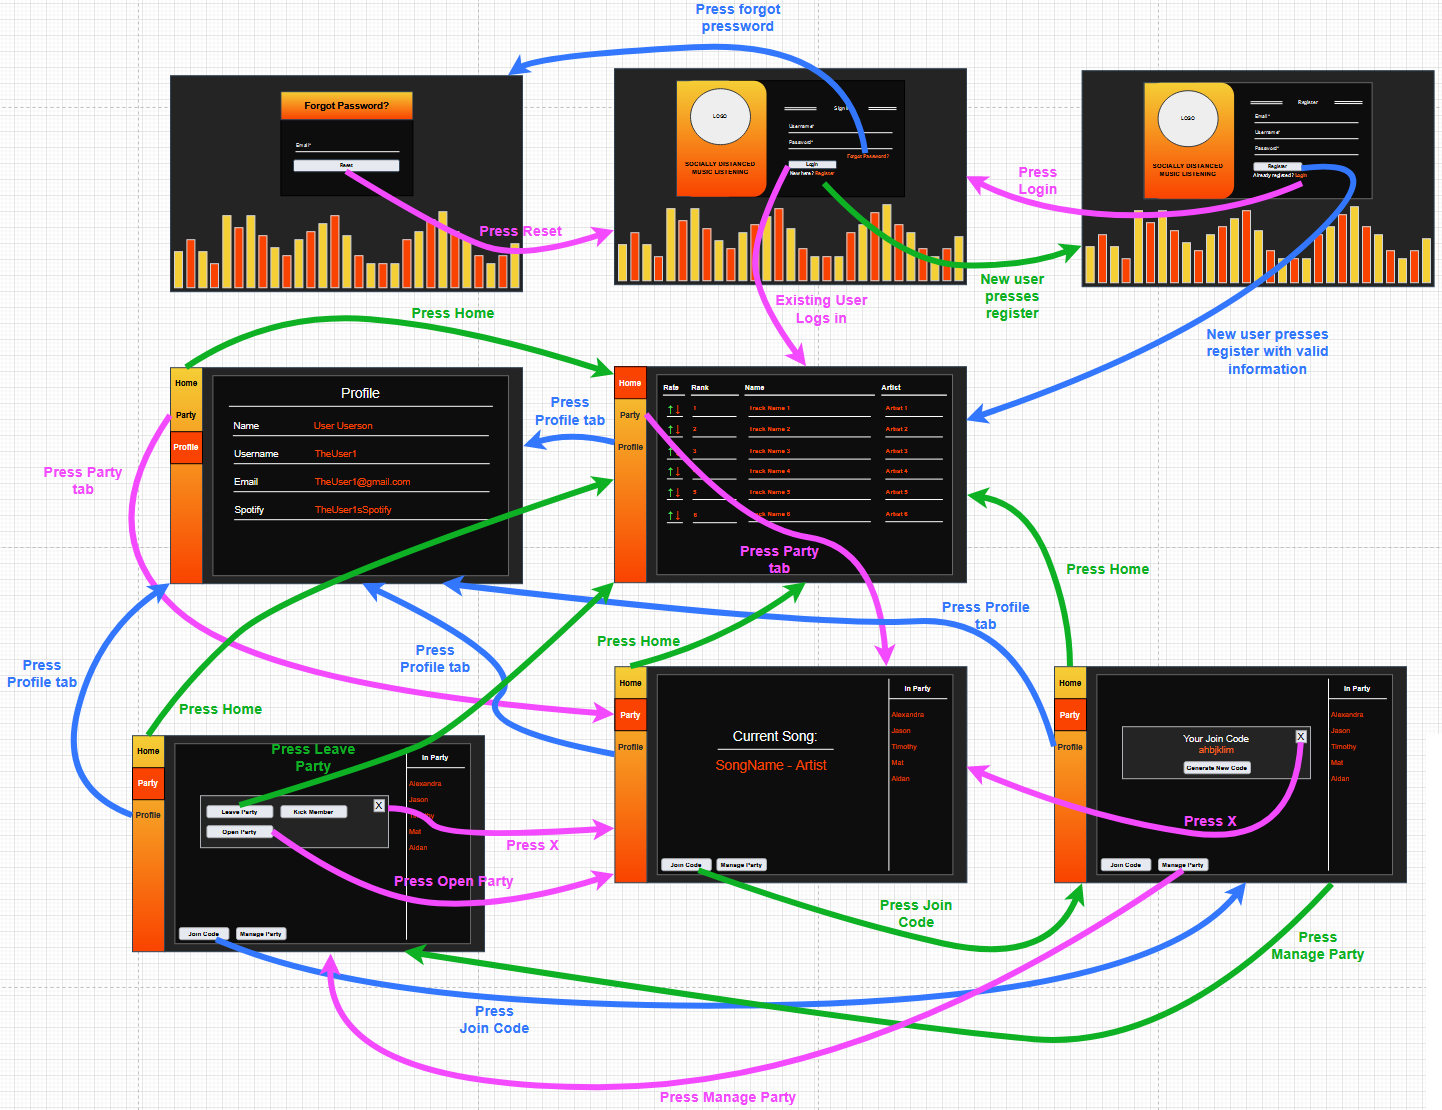 Press forgot
pressword
Forgot Password?
Email*
Reset
LOGO
SOCIALLY DISTANCED
MUSIC LISTENING
Sign I
Username*
Password*
Forgot Password?
Login
New here? Register
LOGO
SOCIALLY DISTANCED
MUSIC LISTENING
Register
Email*
Username*
Password*
Register
Already registed? Login
Press
Login
Press Reset
New user
presses
register
Existing User
Logs in
New user presses
register with valid
information
Press Home
Home
Party
Profile
Profile
Name User Userson
Username TheUser1
Email TheUser1@gmail.com
Spotify TheUser1sSpotify
Press
Profile tab
Home
Party
Profile
Rate Rank Name Artist
↑↓ 1 Track Name 1 Artist 1
↑↓ 2 Track Name 2 Artist 2
↑↓ 3 Track Name 3 Artist 3
↑↓ 4 Track Name 4 Artist 4
↑↓ 5 Track Name 5 Artist 5
↑↓ 6 Track Name 6 Artist 6
Press Party
tab
Press Party
tab
Press Home
Press Profile
tab
Press
Profile tab
Press
Profile tab
Press Home
Press Home
Home
Party
Profile
Press Leave
Party
Leave Party
Kick Member
X
Open Party
In Party
Alexandra
Jason
Timothy
Mat
Aidan
Join Code
Manage Party
Press X
Press Open Party
Home
Party
Profile
Current Song:
SongName - Artist
In Party
Alexandra
Jason
Timothy
Mat
Aidan
Join Code
Manage Party
Home
Party
Profile
Your Join Code
X
ahbjklim
Generate New Code
In Party
Alexandra
Jason
Timothy
Mat
Aidan
Join Code
Manage Party
Press X
Press Join
Code
Press
Manage Party
Press
Join Code
Press Manage Party